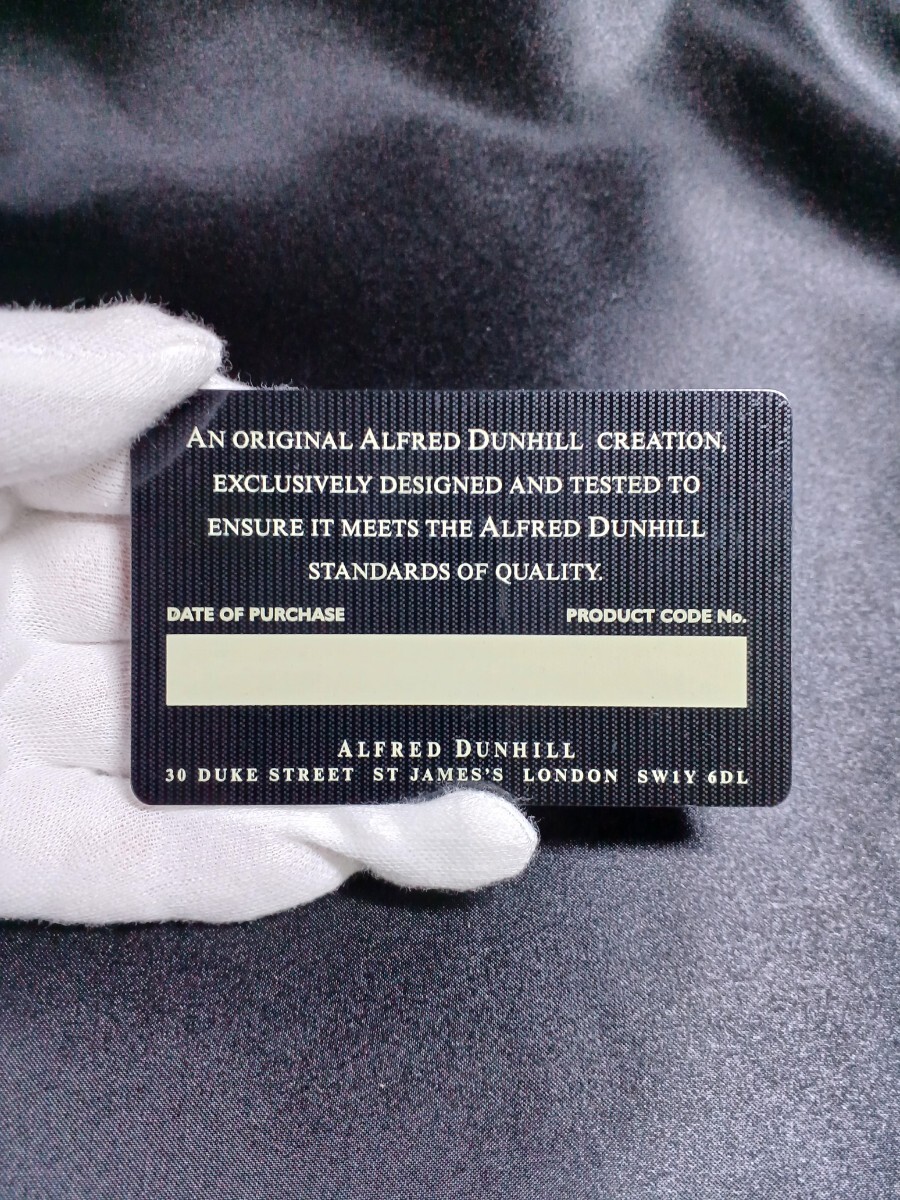 AN ORIGINAL ALFRED DUNHILL CREATION,
EXCLUSIVELY DESIGNED AND TESTED TO
ENSURE IT MEETS THE ALFRED DUNHILL
STANDARDS OF QUALITY.
DATE OF PURCHASE PRODUCT CODE No.
ALFRED DUNHILL
30 DUKE STREET ST JAMES'S LONDON SW1Y 6DL